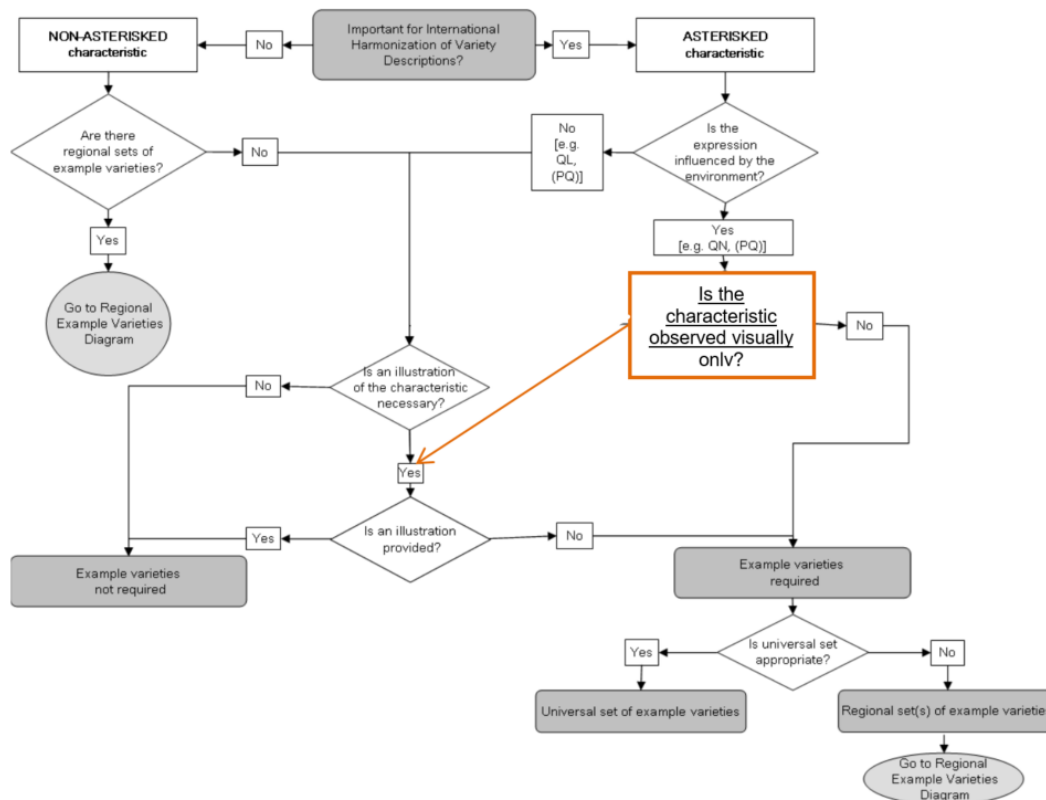 NON-ASTERISKED
characteristic
No
Important for International
Harmonization of Variety
Descriptions?
Yes
ASTERISKED
characteristic
Are there
regional sets of
example varieties?
No
No
[e.g.
QL,
(PQ)]
Is the
expression
influenced by the
environment?
Yes
Yes
[e.g. QN, (PQ)]
Go to Regional
Example Varieties
Diagram
Is the
characteristic
observed visually
only?
No
No
Is an illustration
of the characteristic
necessary?
Yes
Yes
Is an illustration
provided?
No
Example varieties
not required
Example varieties
required
Yes
Is universal set
appropriate?
No
Universal set of example varieties
Regional set(s) of example varieties
Go to Regional
Example Varieties
Diagram